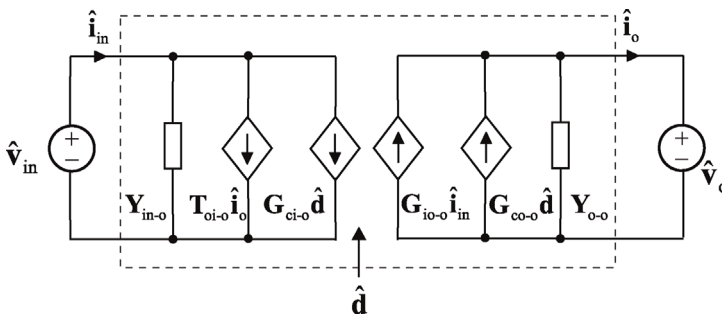 î_in
î_o
+
−
v̂_in
Y_in-o
T_oi-o î_o
G_ci-o d̂
G_io-o î_in
G_co-o d̂
Y_o-o
+
−
v̂_o
d̂